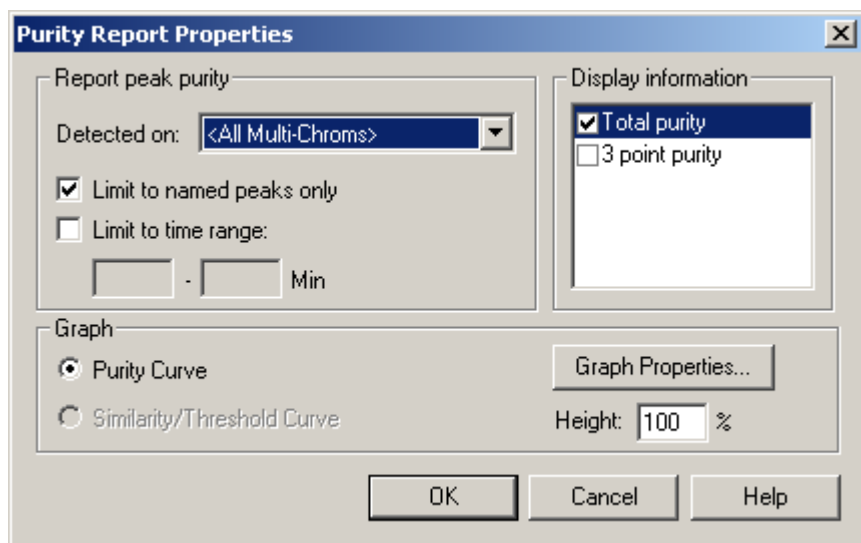 Purity Report Properties
Report peak purity
Detected on: <All Multi-Chroms>
Limit to named peaks only
Limit to time range:
- Min
Display information
Total purity
3 point purity
Graph
Purity Curve
Similarity/Threshold Curve
Graph Properties...
Height: 100 %
OK Cancel Help